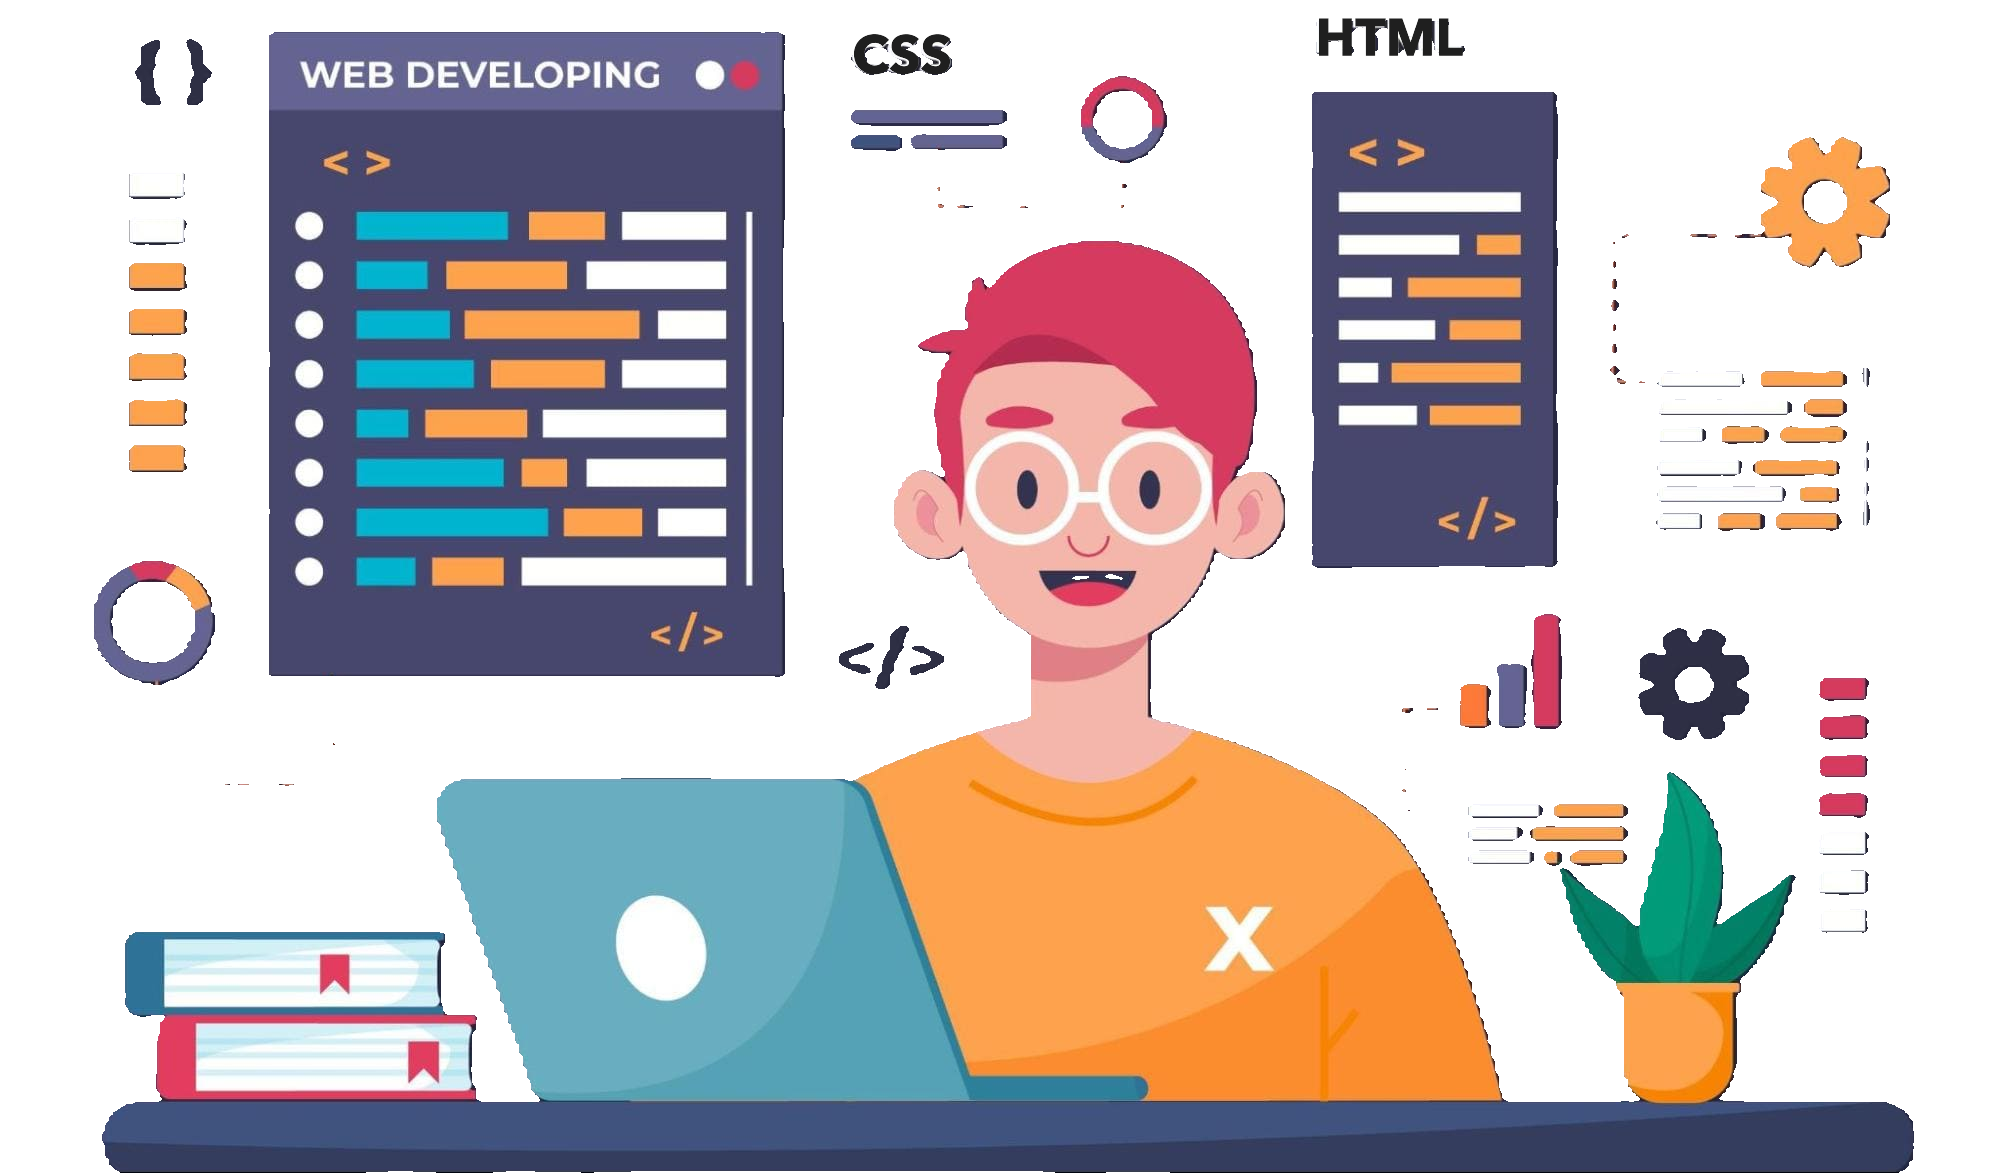 { }
WEB DEVELOPING
CSS
HTML
< >
< >
</>
</>
</>
X